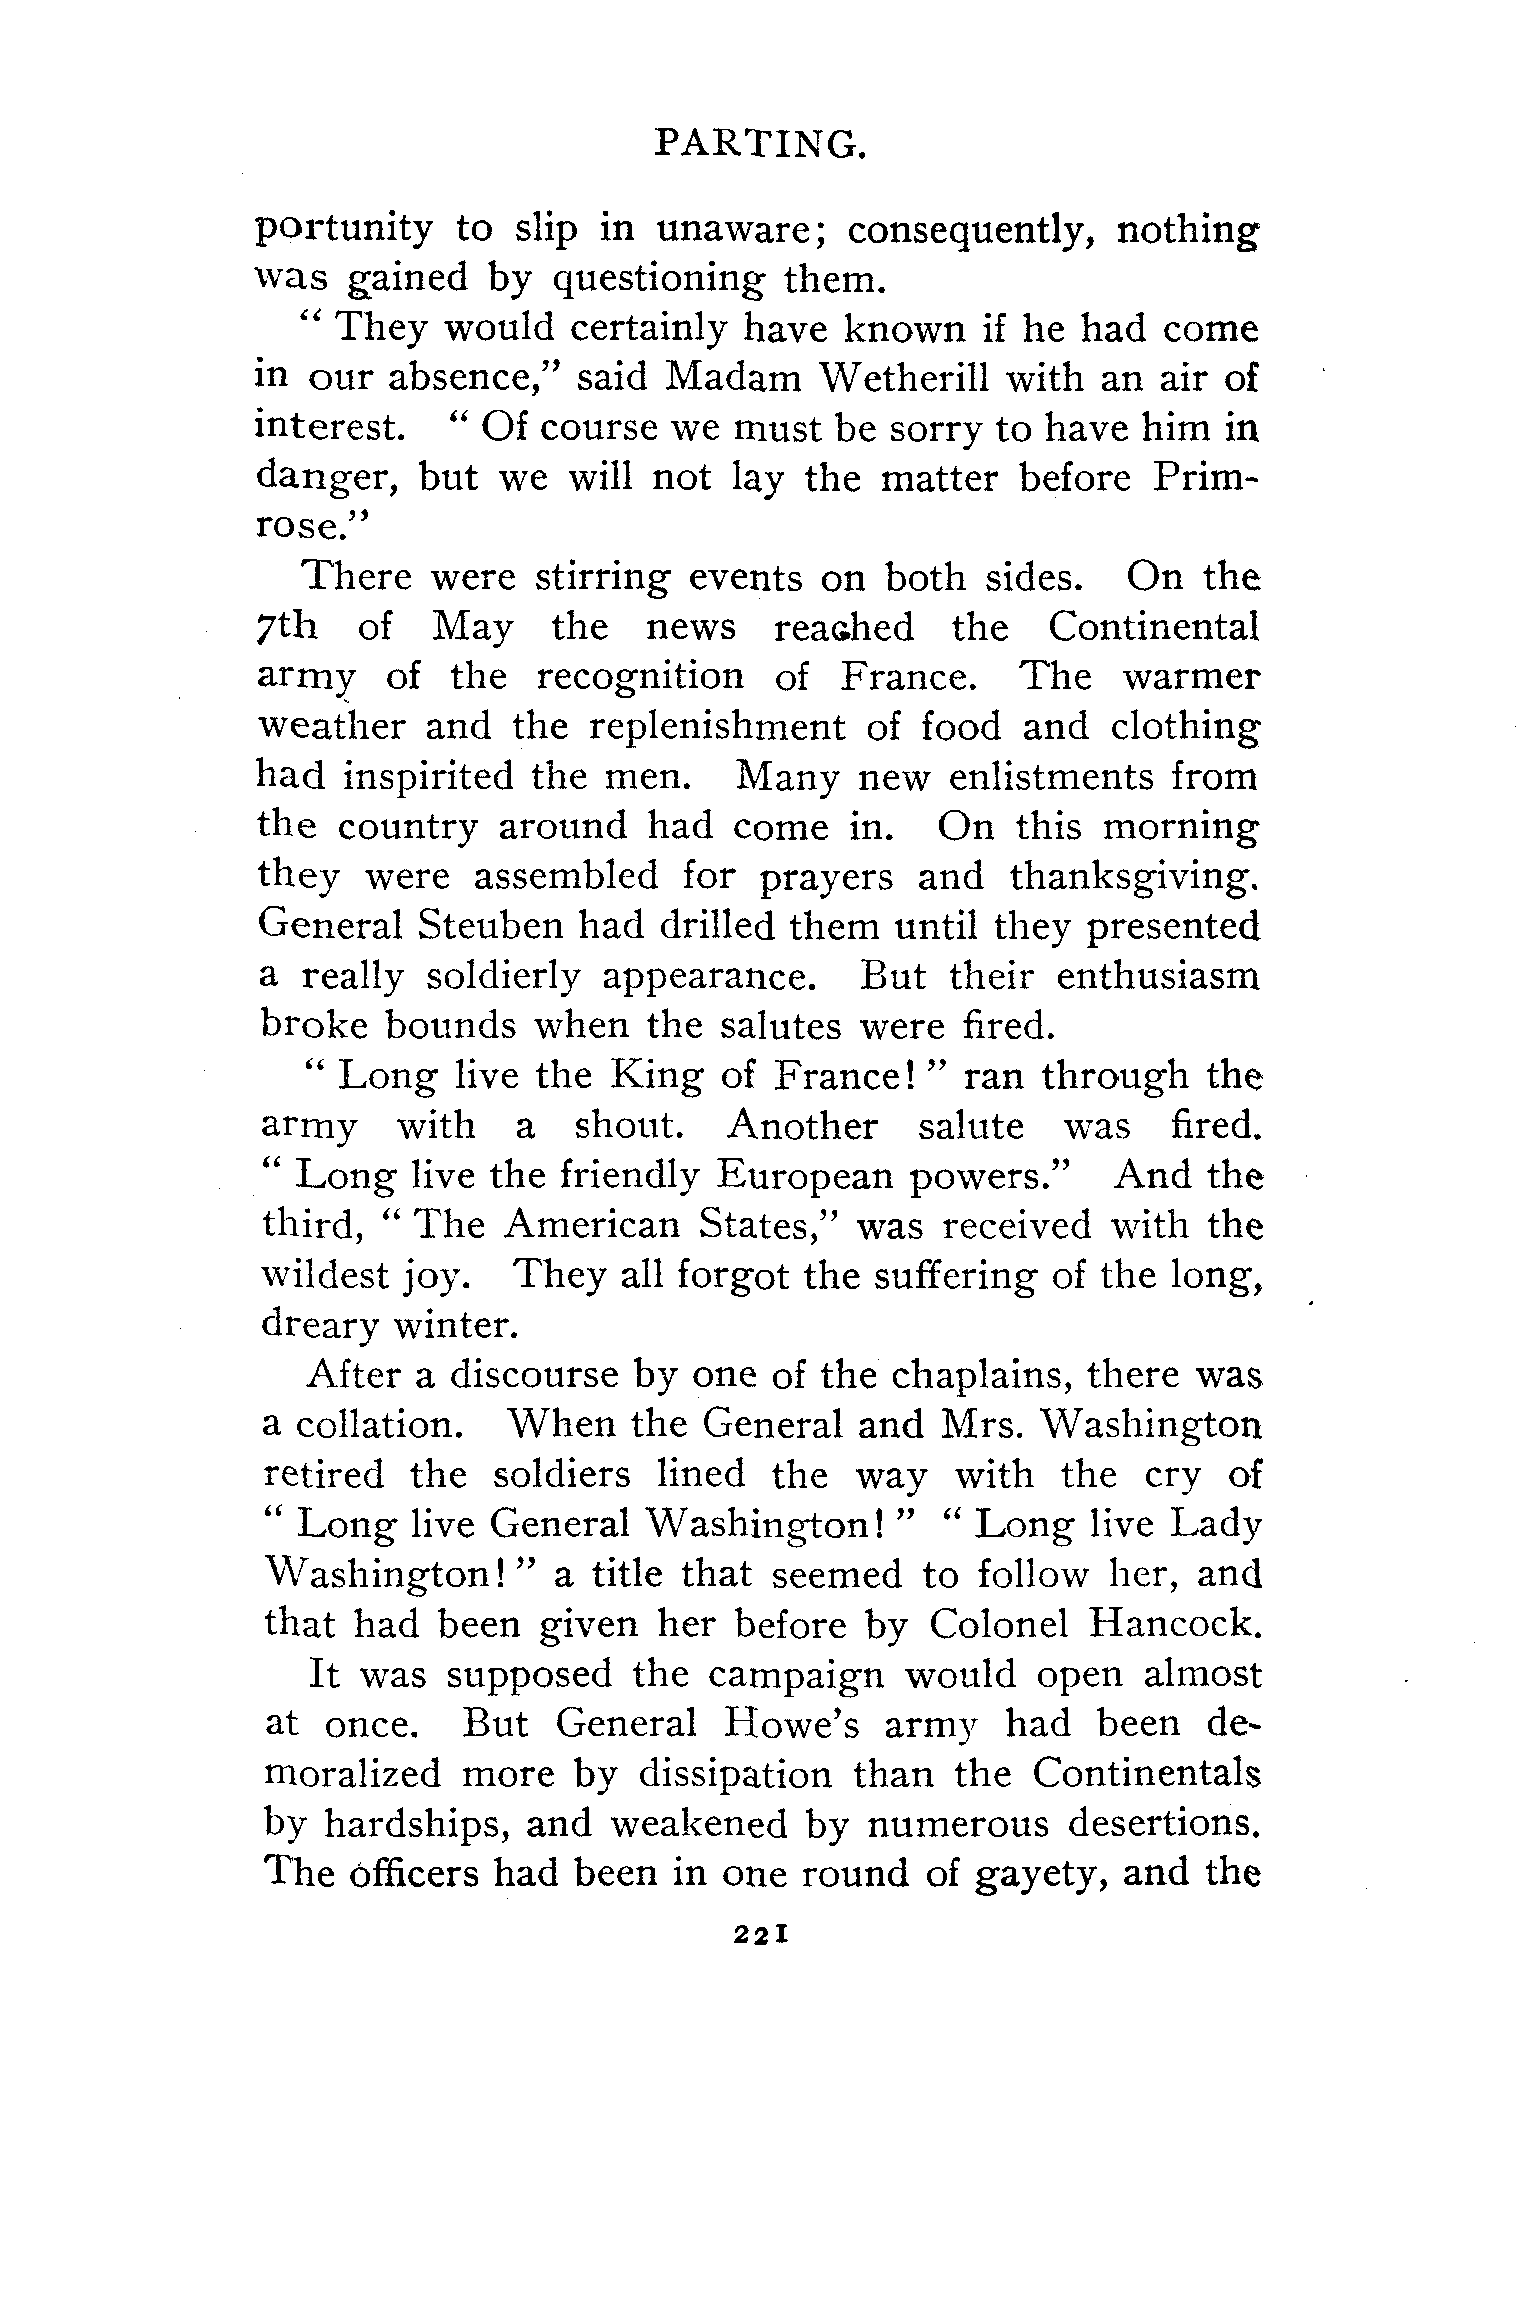 PARTING.
portunity to slip in unaware; consequently, nothing
was gained by questioning them.
“ They would certainly have known if he had come
in our absence,” said Madam Wetherill with an air of
interest. “ Of course we must be sorry to have him in
danger, but we will not lay the matter before Prim-
rose.”
There were stirring events on both sides. On the
7th of May the news reached the Continental
army of the recognition of France. The warmer
weather and the replenishment of food and clothing
had inspirited the men. Many new enlistments from
the country around had come in. On this morning
they were assembled for prayers and thanksgiving.
General Steuben had drilled them until they presented
a really soldierly appearance. But their enthusiasm
broke bounds when the salutes were fired.
“ Long live the King of France! ” ran through the
army with a shout. Another salute was fired.
“ Long live the friendly European powers.” And the
third, “ The American States,” was received with the
wildest joy. They all forgot the suffering of the long,
dreary winter.
After a discourse by one of the chaplains, there was
a collation. When the General and Mrs. Washington
retired the soldiers lined the way with the cry of
“ Long live General Washington! ” “ Long live Lady
Washington! ” a title that seemed to follow her, and
that had been given her before by Colonel Hancock.
It was supposed the campaign would open almost
at once. But General Howe’s army had been de-
moralized more by dissipation than the Continentals
by hardships, and weakened by numerous desertions.
The officers had been in one round of gayety, and the
221